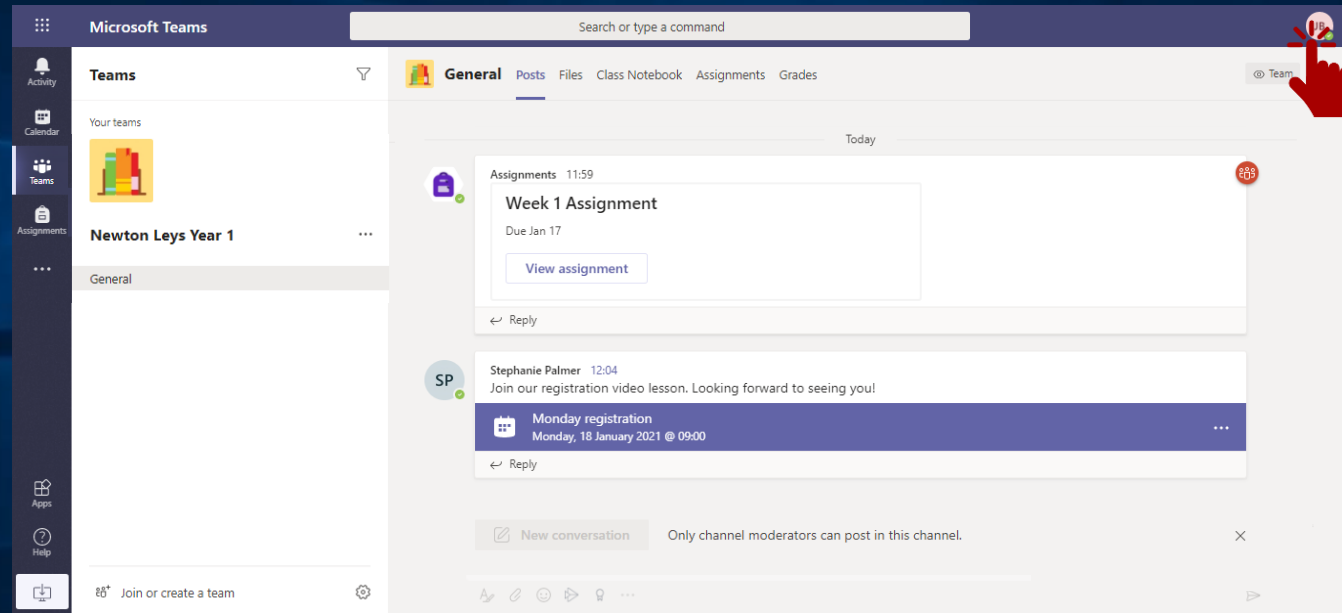 Microsoft Teams
Search or type a command
JB
Activity
Calendar
Teams
Assignments
Apps
Help
Teams
Your teams
Newton Leys Year 1
General
Join or create a team
General Posts Files Class Notebook Assignments Grades
Team
Today
Assignments 11:59
Week 1 Assignment
Due Jan 17
View assignment
Reply
SP
Stephanie Palmer 12:04
Join our registration video lesson. Looking forward to seeing you!
Monday registration
Monday, 18 January 2021 @ 09:00
Reply
New conversation Only channel moderators can post in this channel.